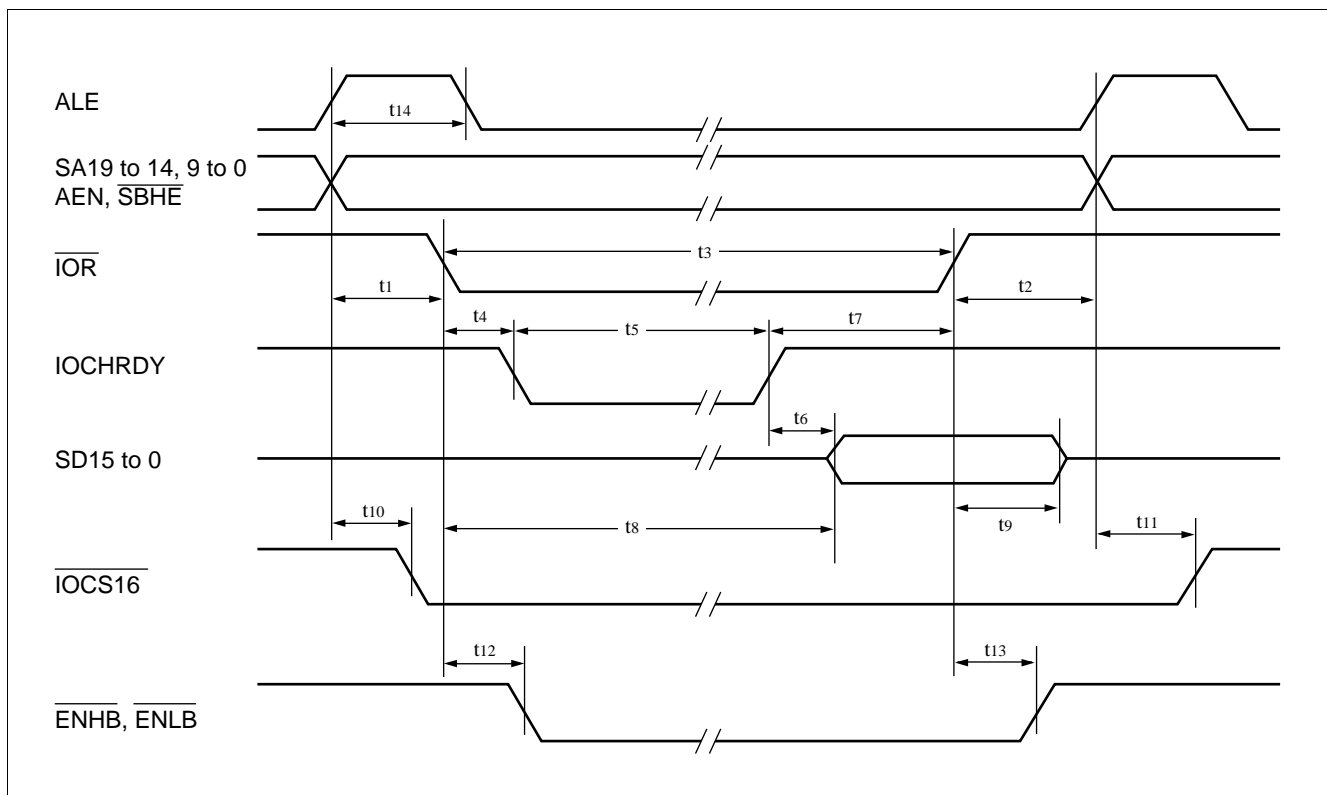 ALE
t14
SA19 to 14, 9 to 0
AEN, SBHE
t3
IOR
t1
t2
t4
t5
t7
IOCHRDY
t6
SD15 to 0
t10
t8
t9
t11
IOCS16
t12
t13
ENHB, ENLB